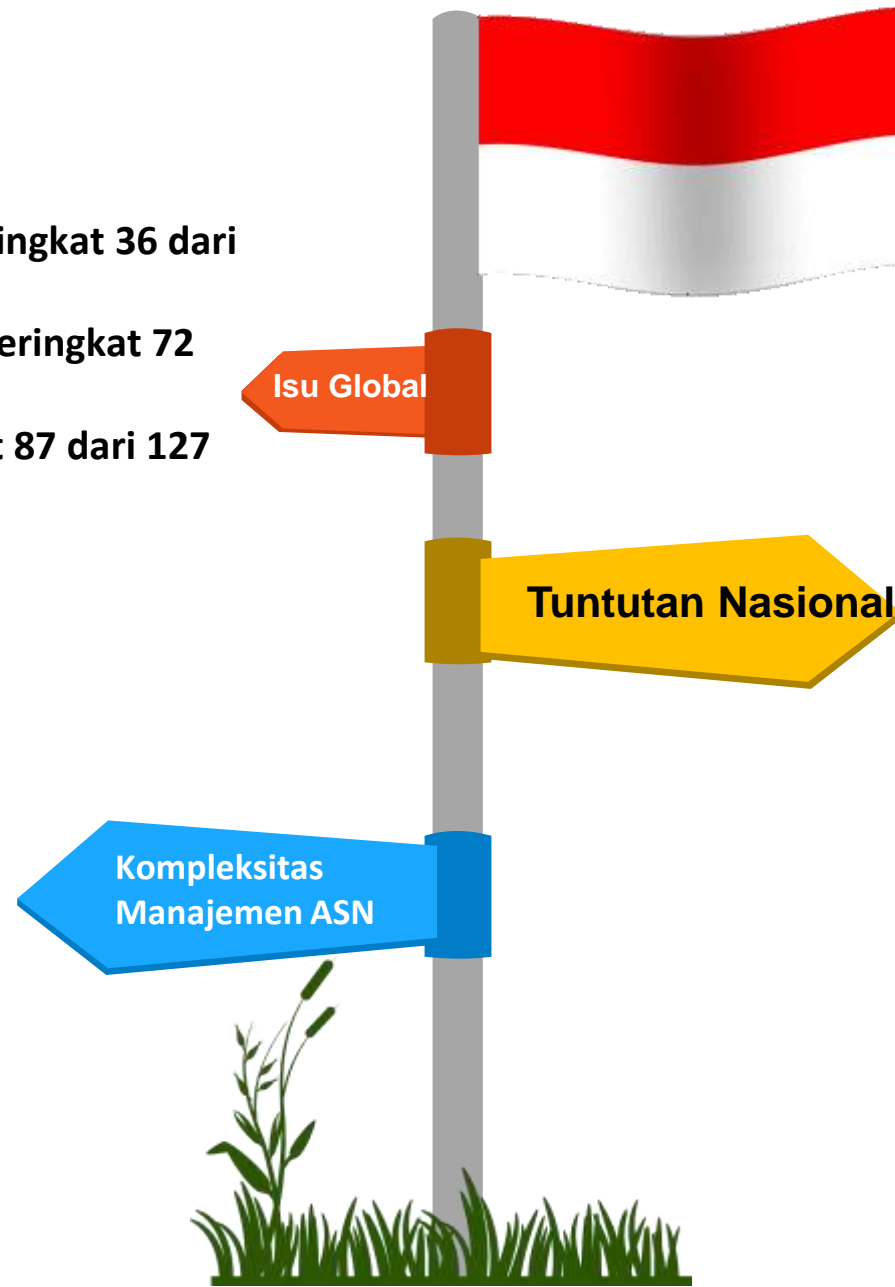 ingkat 36 dari
eringkat 72
87 dari 127
Isu Global
Tuntutan Nasional
Kompleksitas
Manajemen ASN